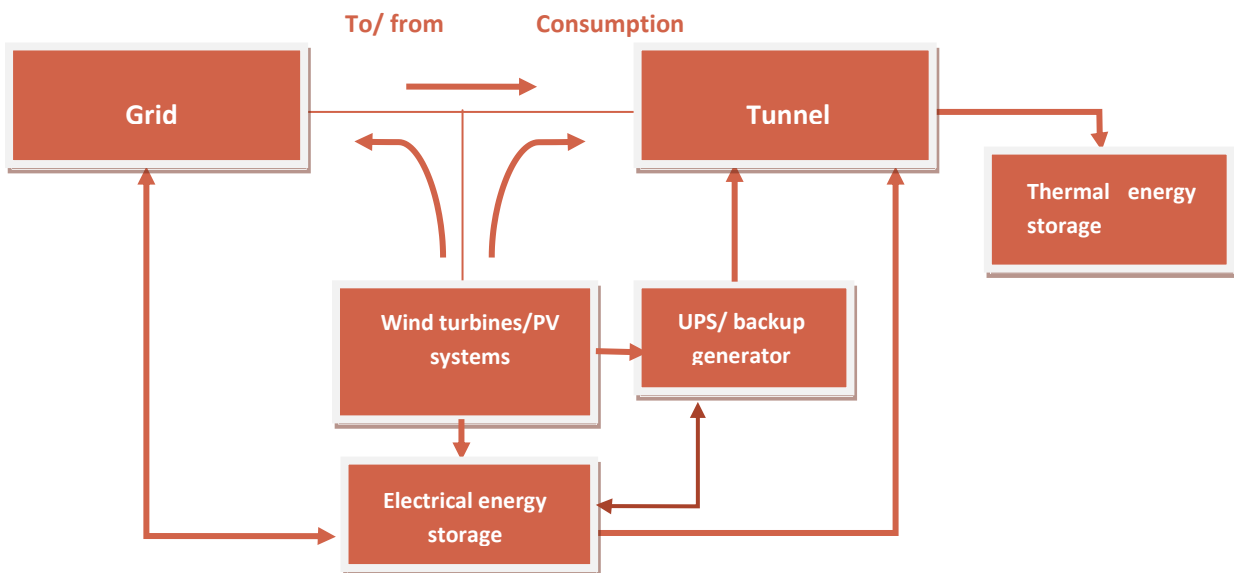 To/ from
Consumption
Grid
Tunnel
Thermal energy
storage
Wind turbines/PV
systems
UPS/ backup
generator
Electrical energy
storage